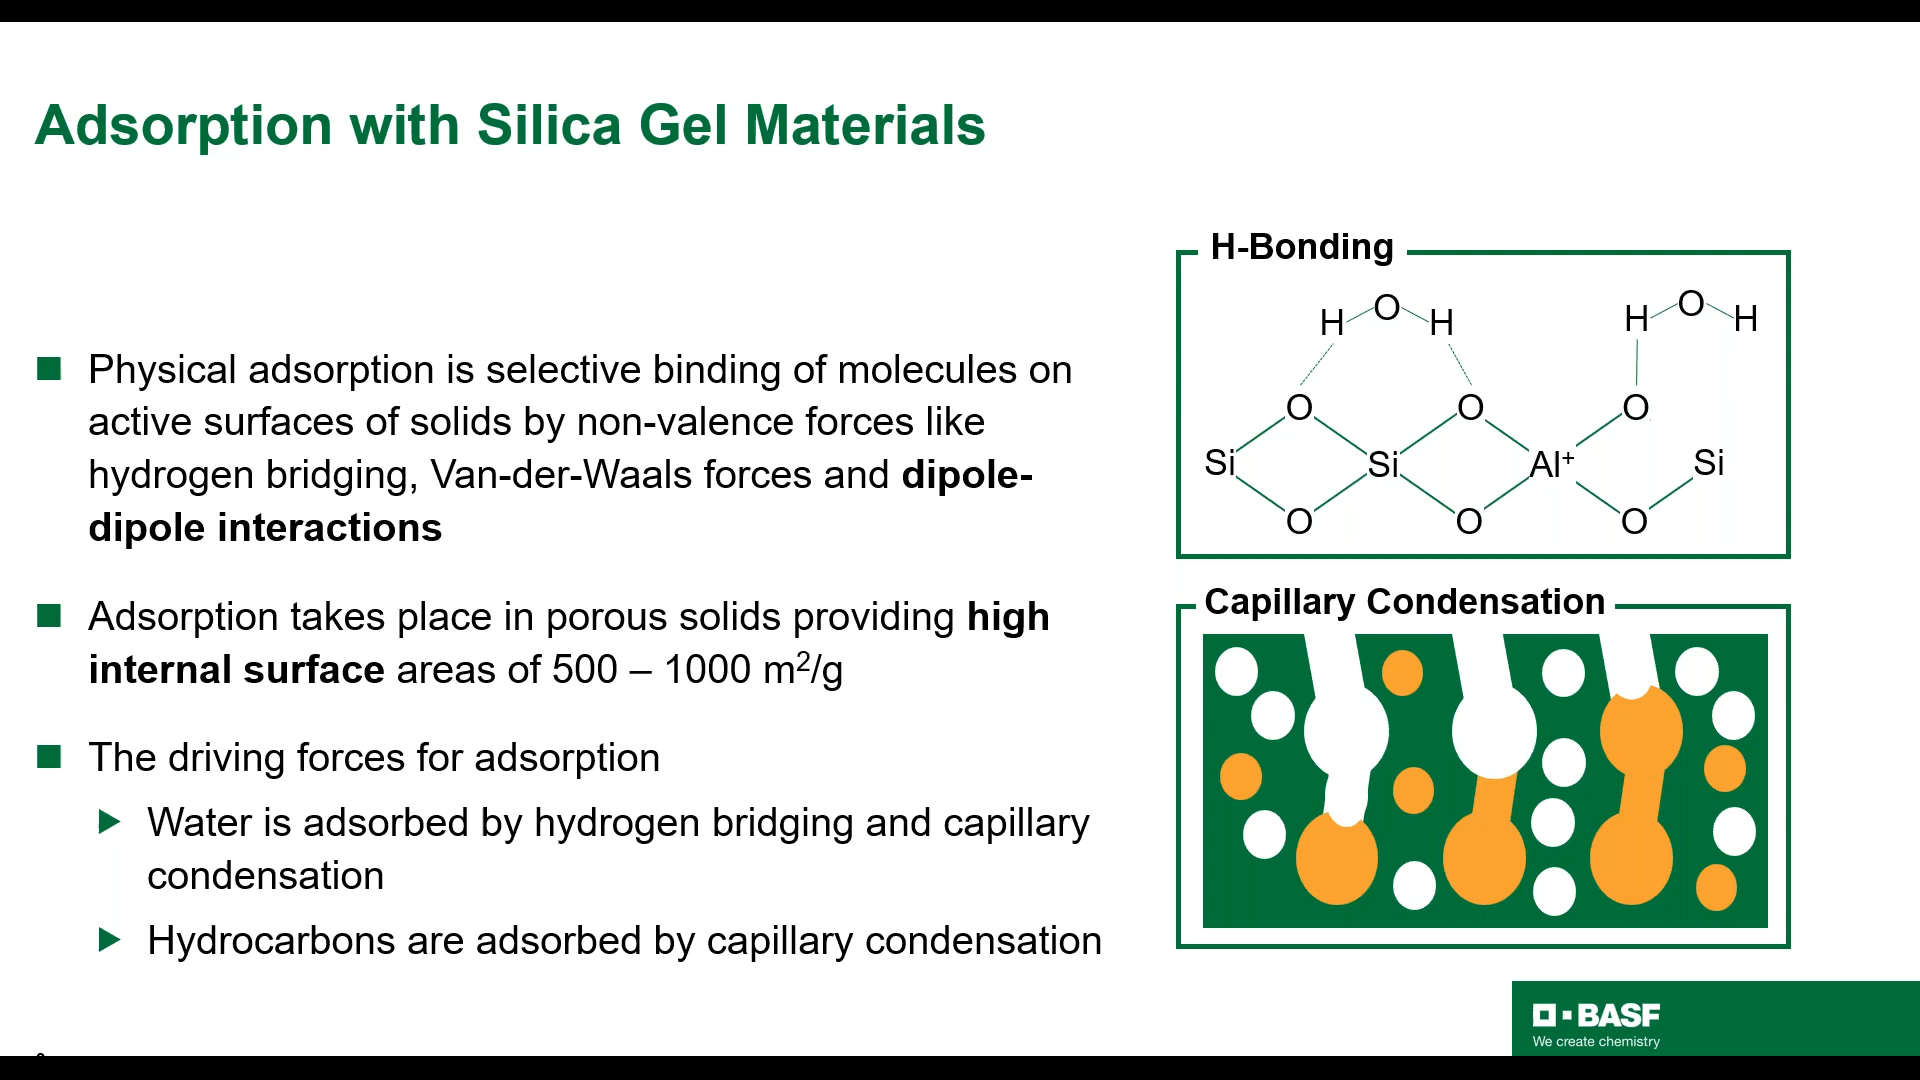 Adsorption with Silica Gel Materials
Physical adsorption is selective binding of molecules on
active surfaces of solids by non-valence forces like
hydrogen bridging, Van-der-Waals forces and dipole-
dipole interactions
Adsorption takes place in porous solids providing high
internal surface areas of 500 – 1000 m²/g
The driving forces for adsorption
Water is adsorbed by hydrogen bridging and capillary
condensation
Hydrocarbons are adsorbed by capillary condensation
H-Bonding
H O H H O H
O O O
Si Si Al⁺ Si
O O O
Capillary Condensation
BASF
We create chemistry